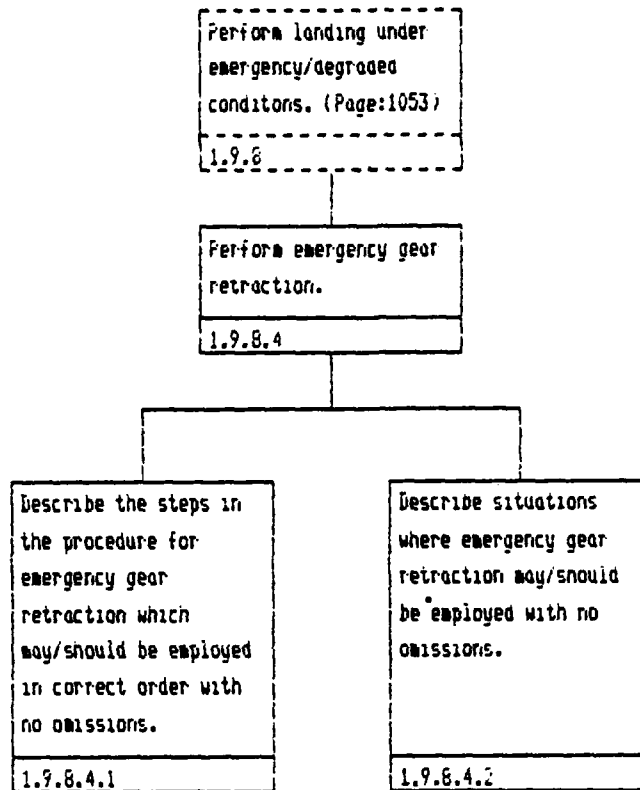 Perform landing under
emergency/degraded
conditons. (Page:1053)
1.9.8
Perform emergency gear
retraction.
1.9.8.4
Describe the steps in
the procedure for
emergency gear
retraction which
may/should be employed
in correct order with
no omissions.
1.9.8.4.1
Describe situations
where emergency gear
retraction may/should
be employed with no
omissions.
1.9.8.4.2